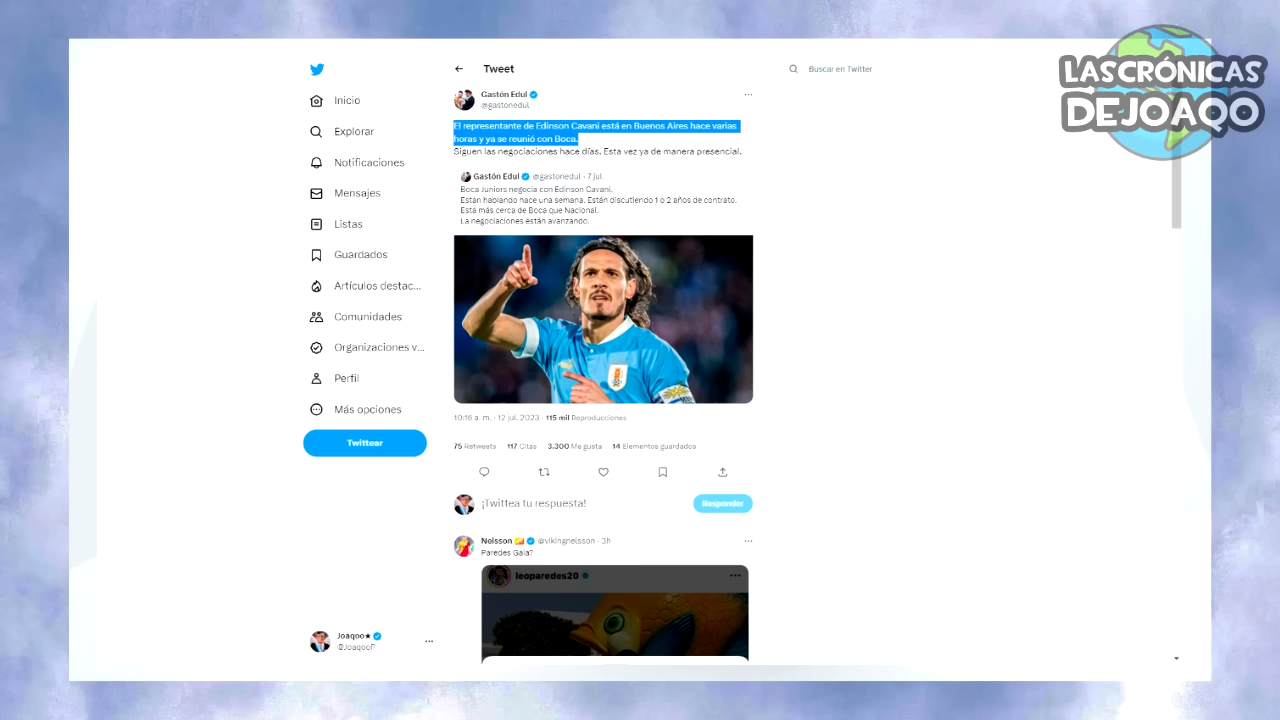 LASCRÓNICAS
DEJOAQO
Tweet
Buscar en Twitter
Inicio
Explorar
Notificaciones
Mensajes
Listas
Guardados
Artículos destac...
Comunidades
Organizaciones v...
Perfil
Más opciones
Twittear
Joaqoo★
@JoaqooP
Gastón Edul
@gastonedul
El representante de Edinson Cavani está en Buenos Aires hace varias
horas y ya se reunió con Boca.
Siguen las negociaciones hace días. Esta vez ya de manera presencial.
Gastón Edul @gastonedul · 7 jul.
Boca Juniors negocia con Edinson Cavani.
Están hablando hace una semana. Están discutiendo 1 o 2 años de contrato.
Está más cerca de Boca que Nacional.
La negociaciones están avanzando.
10:16 a. m. · 12 jul. 2023 · 115 mil Reproducciones
75 Retweets 117 Citas 3.300 Me gusta 14 Elementos guardados
¡Twittea tu respuesta!
Responder
Neisson @vikingneisson · 3h
Paredes Gala?
leoparedes20